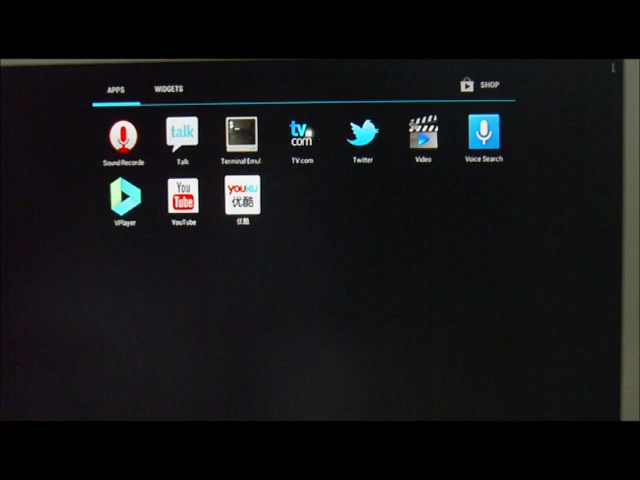 APPS WIDGETS SHOP
talk
$_
tv
.com
Sound Recorde Talk Terminal Emul. TV.com Twitter Video Voice Search
You
Tube
YOUKU
优酷
VPlayer YouTube 优酷